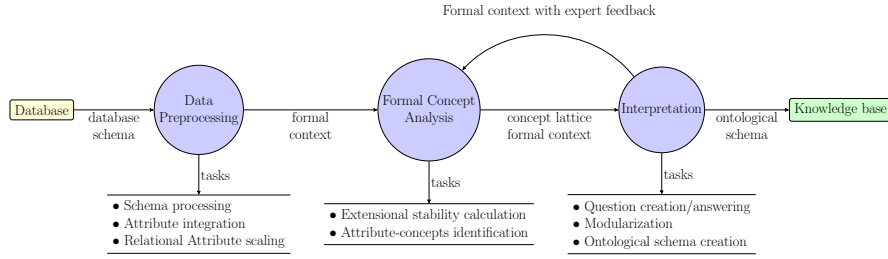 Formal context with expert feedback
Database
database
schema
Data
Preprocessing
formal
context
Formal Concept
Analysis
concept lattice
formal context
Interpretation
ontological
schema
Knowledge base
tasks
• Schema processing
• Attribute integration
• Relational Attribute scaling
tasks
• Extensional stability calculation
• Attribute-concepts identification
tasks
• Question creation/answering
• Modularization
• Ontological schema creation